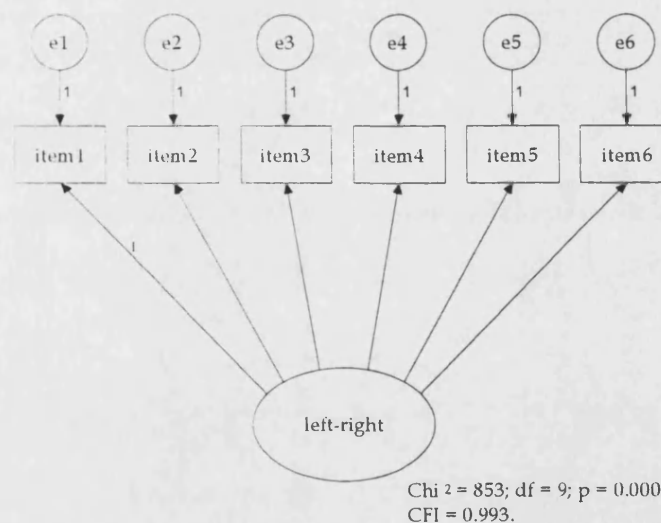 e1 e2 e3 e4 e5 e6
1 1 1 1 1 1
item1 item2 item3 item4 item5 item6
1
left-right
Chi 2 = 853; df = 9; p = 0.000
CFI = 0.993.